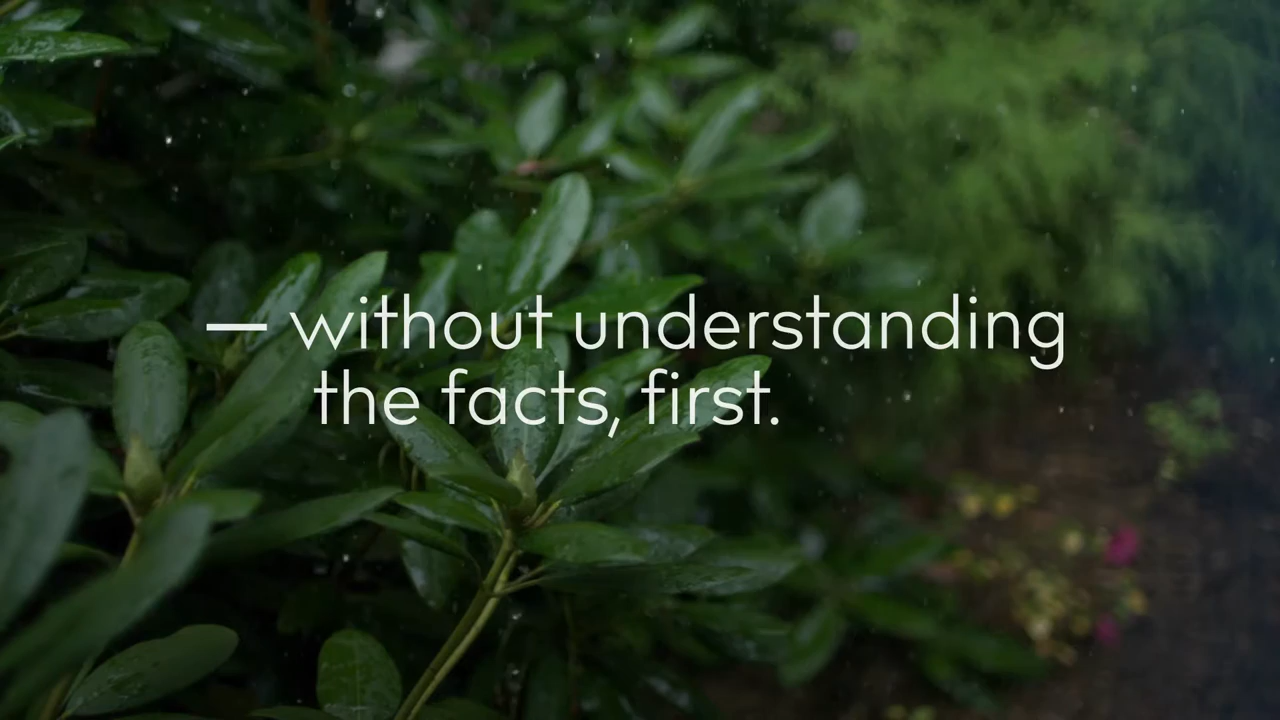 — without understanding
the facts, first.